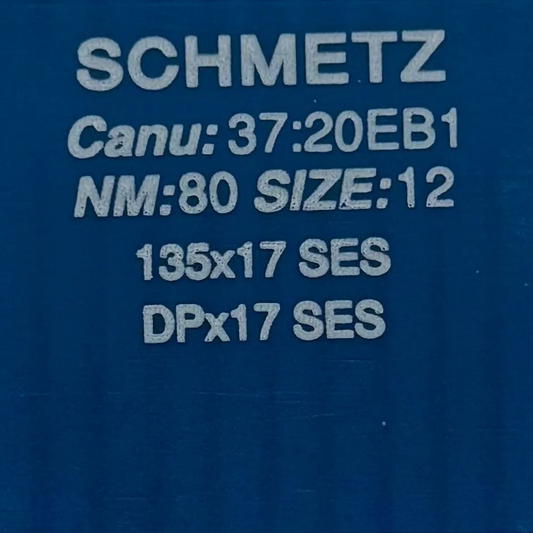 SCHMETZ
Canu: 37:20EB1
NM:80 SIZE:12
135x17 SES
DPx17 SES